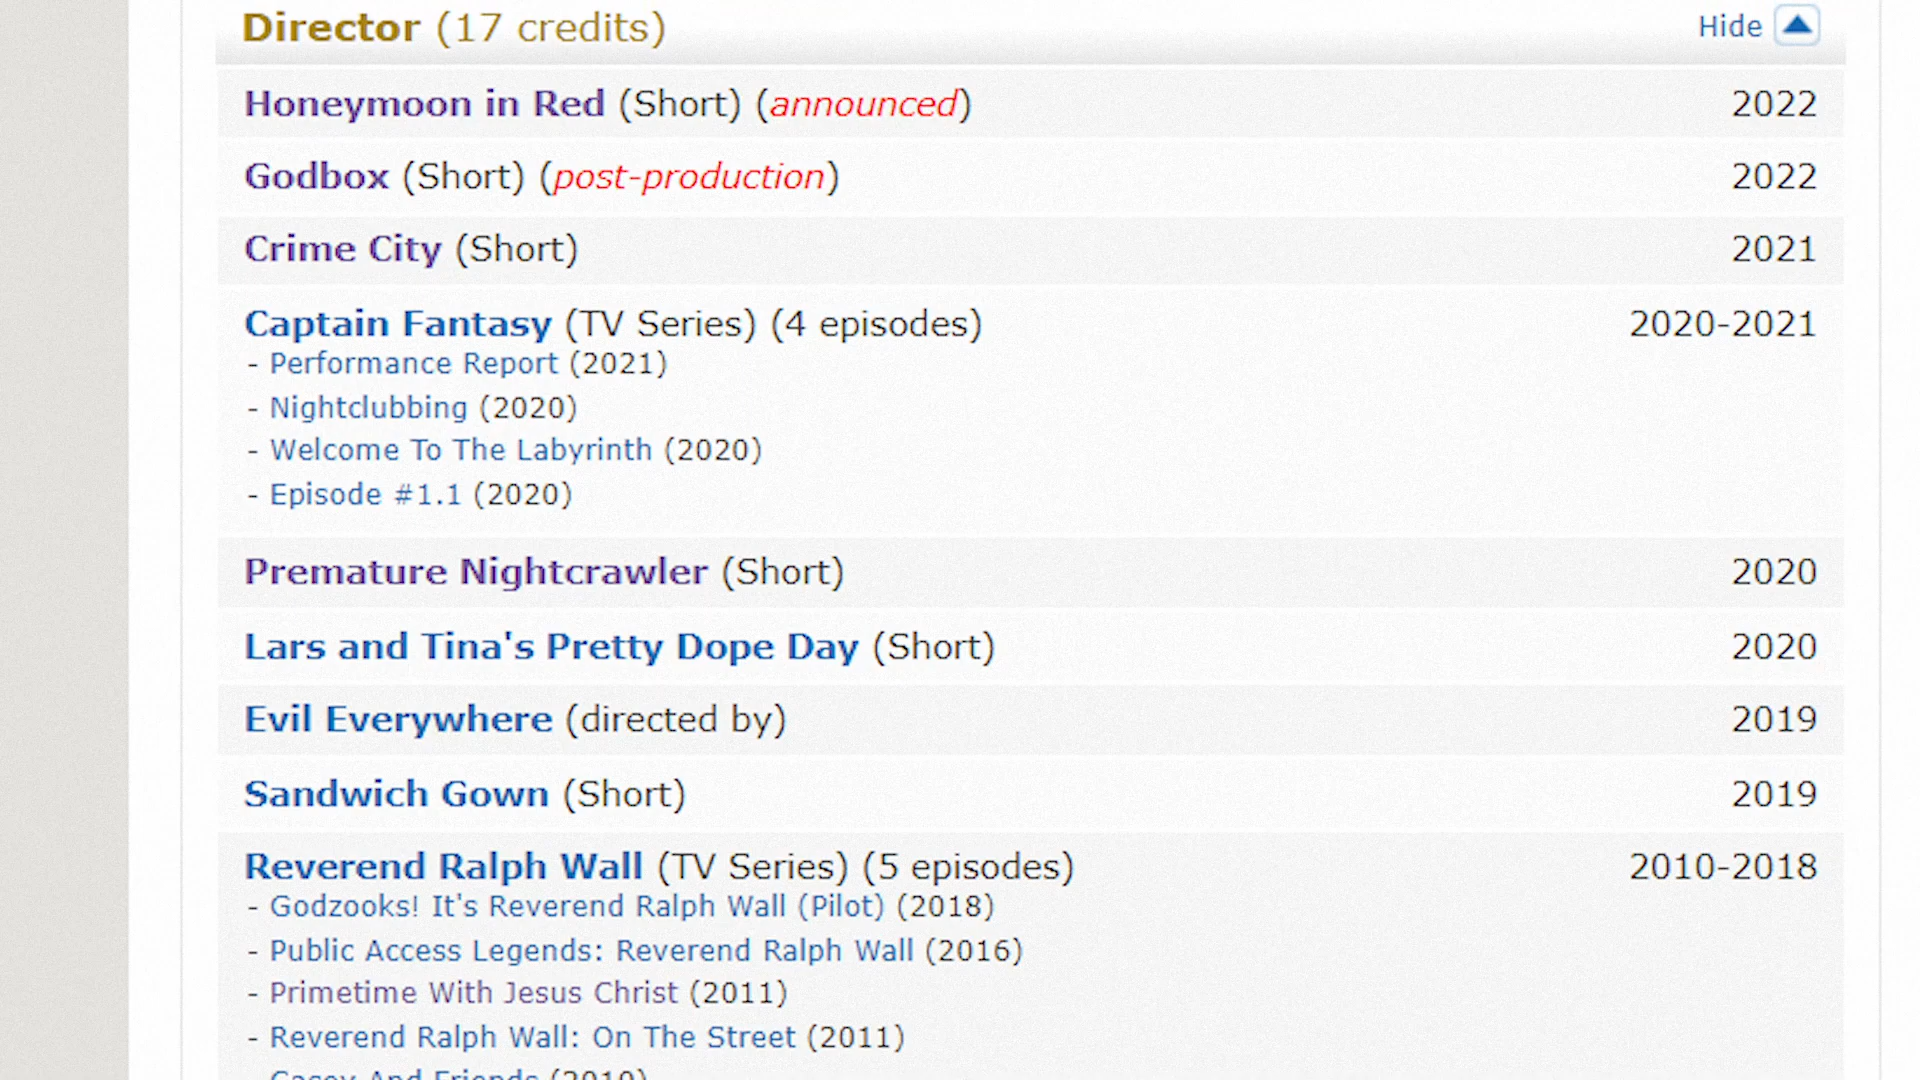 Director (17 credits) Hide
Honeymoon in Red (Short) (announced) 2022
Godbox (Short) (post-production) 2022
Crime City (Short) 2021
Captain Fantasy (TV Series) (4 episodes) 2020-2021
- Performance Report (2021)
- Nightclubbing (2020)
- Welcome To The Labyrinth (2020)
- Episode #1.1 (2020)
Premature Nightcrawler (Short) 2020
Lars and Tina's Pretty Dope Day (Short) 2020
Evil Everywhere (directed by) 2019
Sandwich Gown (Short) 2019
Reverend Ralph Wall (TV Series) (5 episodes) 2010-2018
- Godzooks! It's Reverend Ralph Wall (Pilot) (2018)
- Public Access Legends: Reverend Ralph Wall (2016)
- Primetime With Jesus Christ (2011)
- Reverend Ralph Wall: On The Street (2011)
- Casey And Friends (2010)